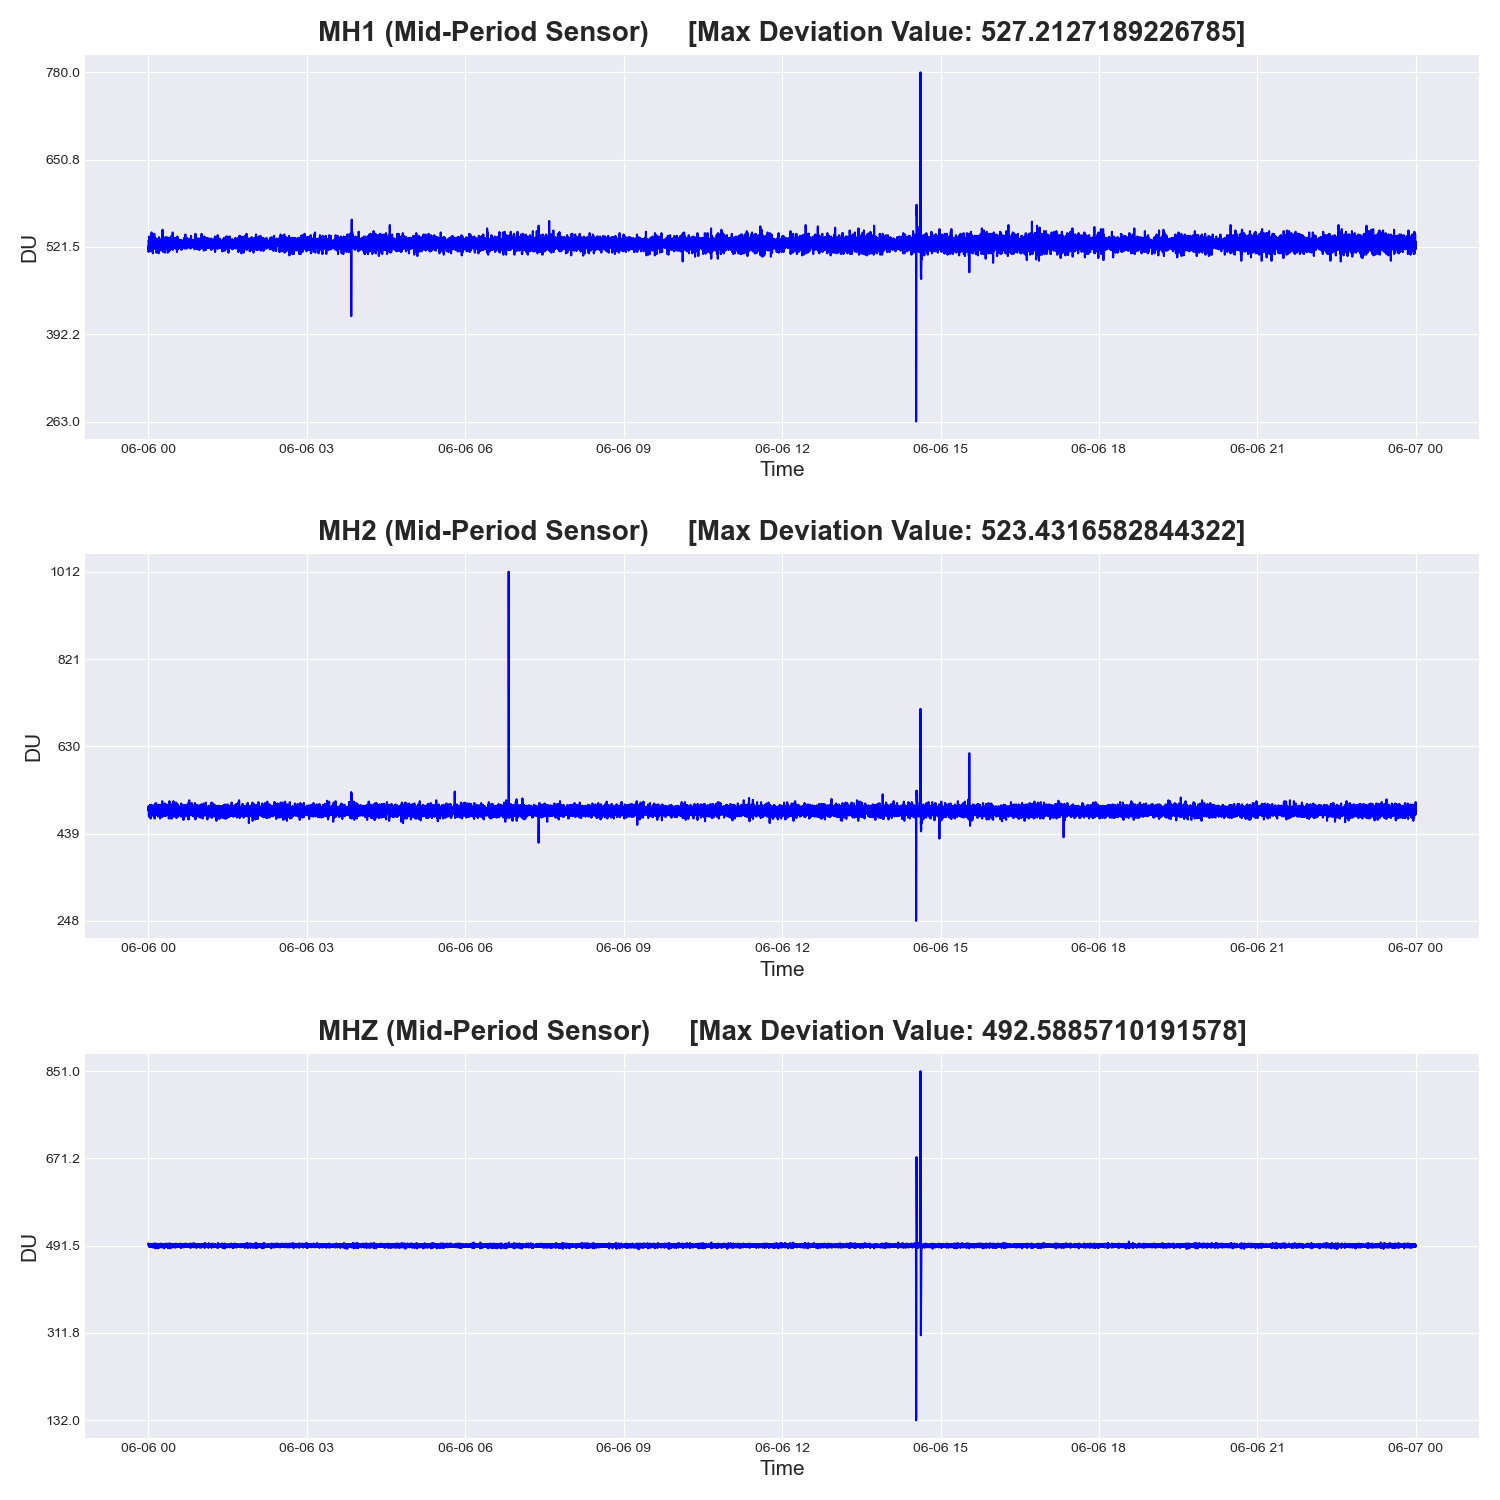 MH1 (Mid-Period Sensor) [Max Deviation Value: 527.2127189226785]
780.0
650.8
521.5
392.2
263.0
DU
06-06 00 06-06 03 06-06 06 06-06 09 06-06 12 06-06 15 06-06 18 06-06 21 06-07 00
Time
MH2 (Mid-Period Sensor) [Max Deviation Value: 523.4316582844322]
1012
821
630
439
248
DU
06-06 00 06-06 03 06-06 06 06-06 09 06-06 12 06-06 15 06-06 18 06-06 21 06-07 00
Time
MHZ (Mid-Period Sensor) [Max Deviation Value: 492.5885710191578]
851.0
671.2
491.5
311.8
132.0
DU
06-06 00 06-06 03 06-06 06 06-06 09 06-06 12 06-06 15 06-06 18 06-06 21 06-07 00
Time